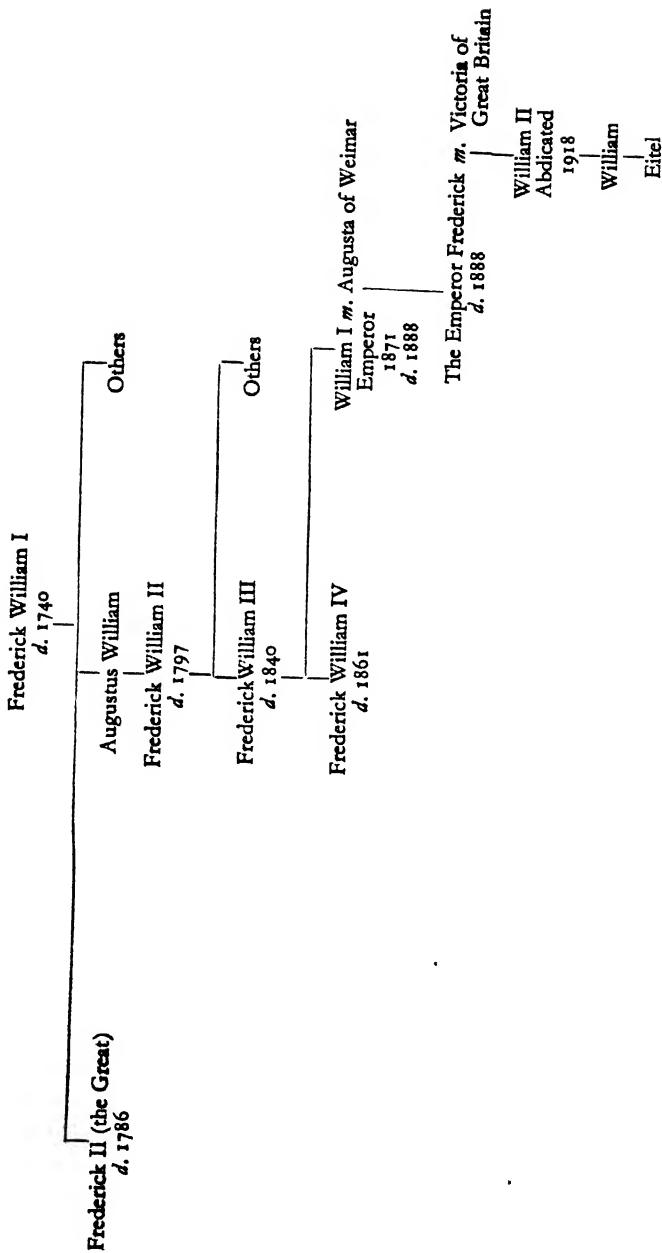 Frederick William I
d. 1740
Frederick II (the Great)
d. 1786
Augustus William
Others
Frederick William II
d. 1797
Frederick William III
d. 1840
Others
Frederick William IV
d. 1861
William I m. Augusta of Weimar
Emperor
1871
d. 1888
The Emperor Frederick m. Victoria of
d. 1888
Great Britain
William II
Abdicated
1918
William
Eitel